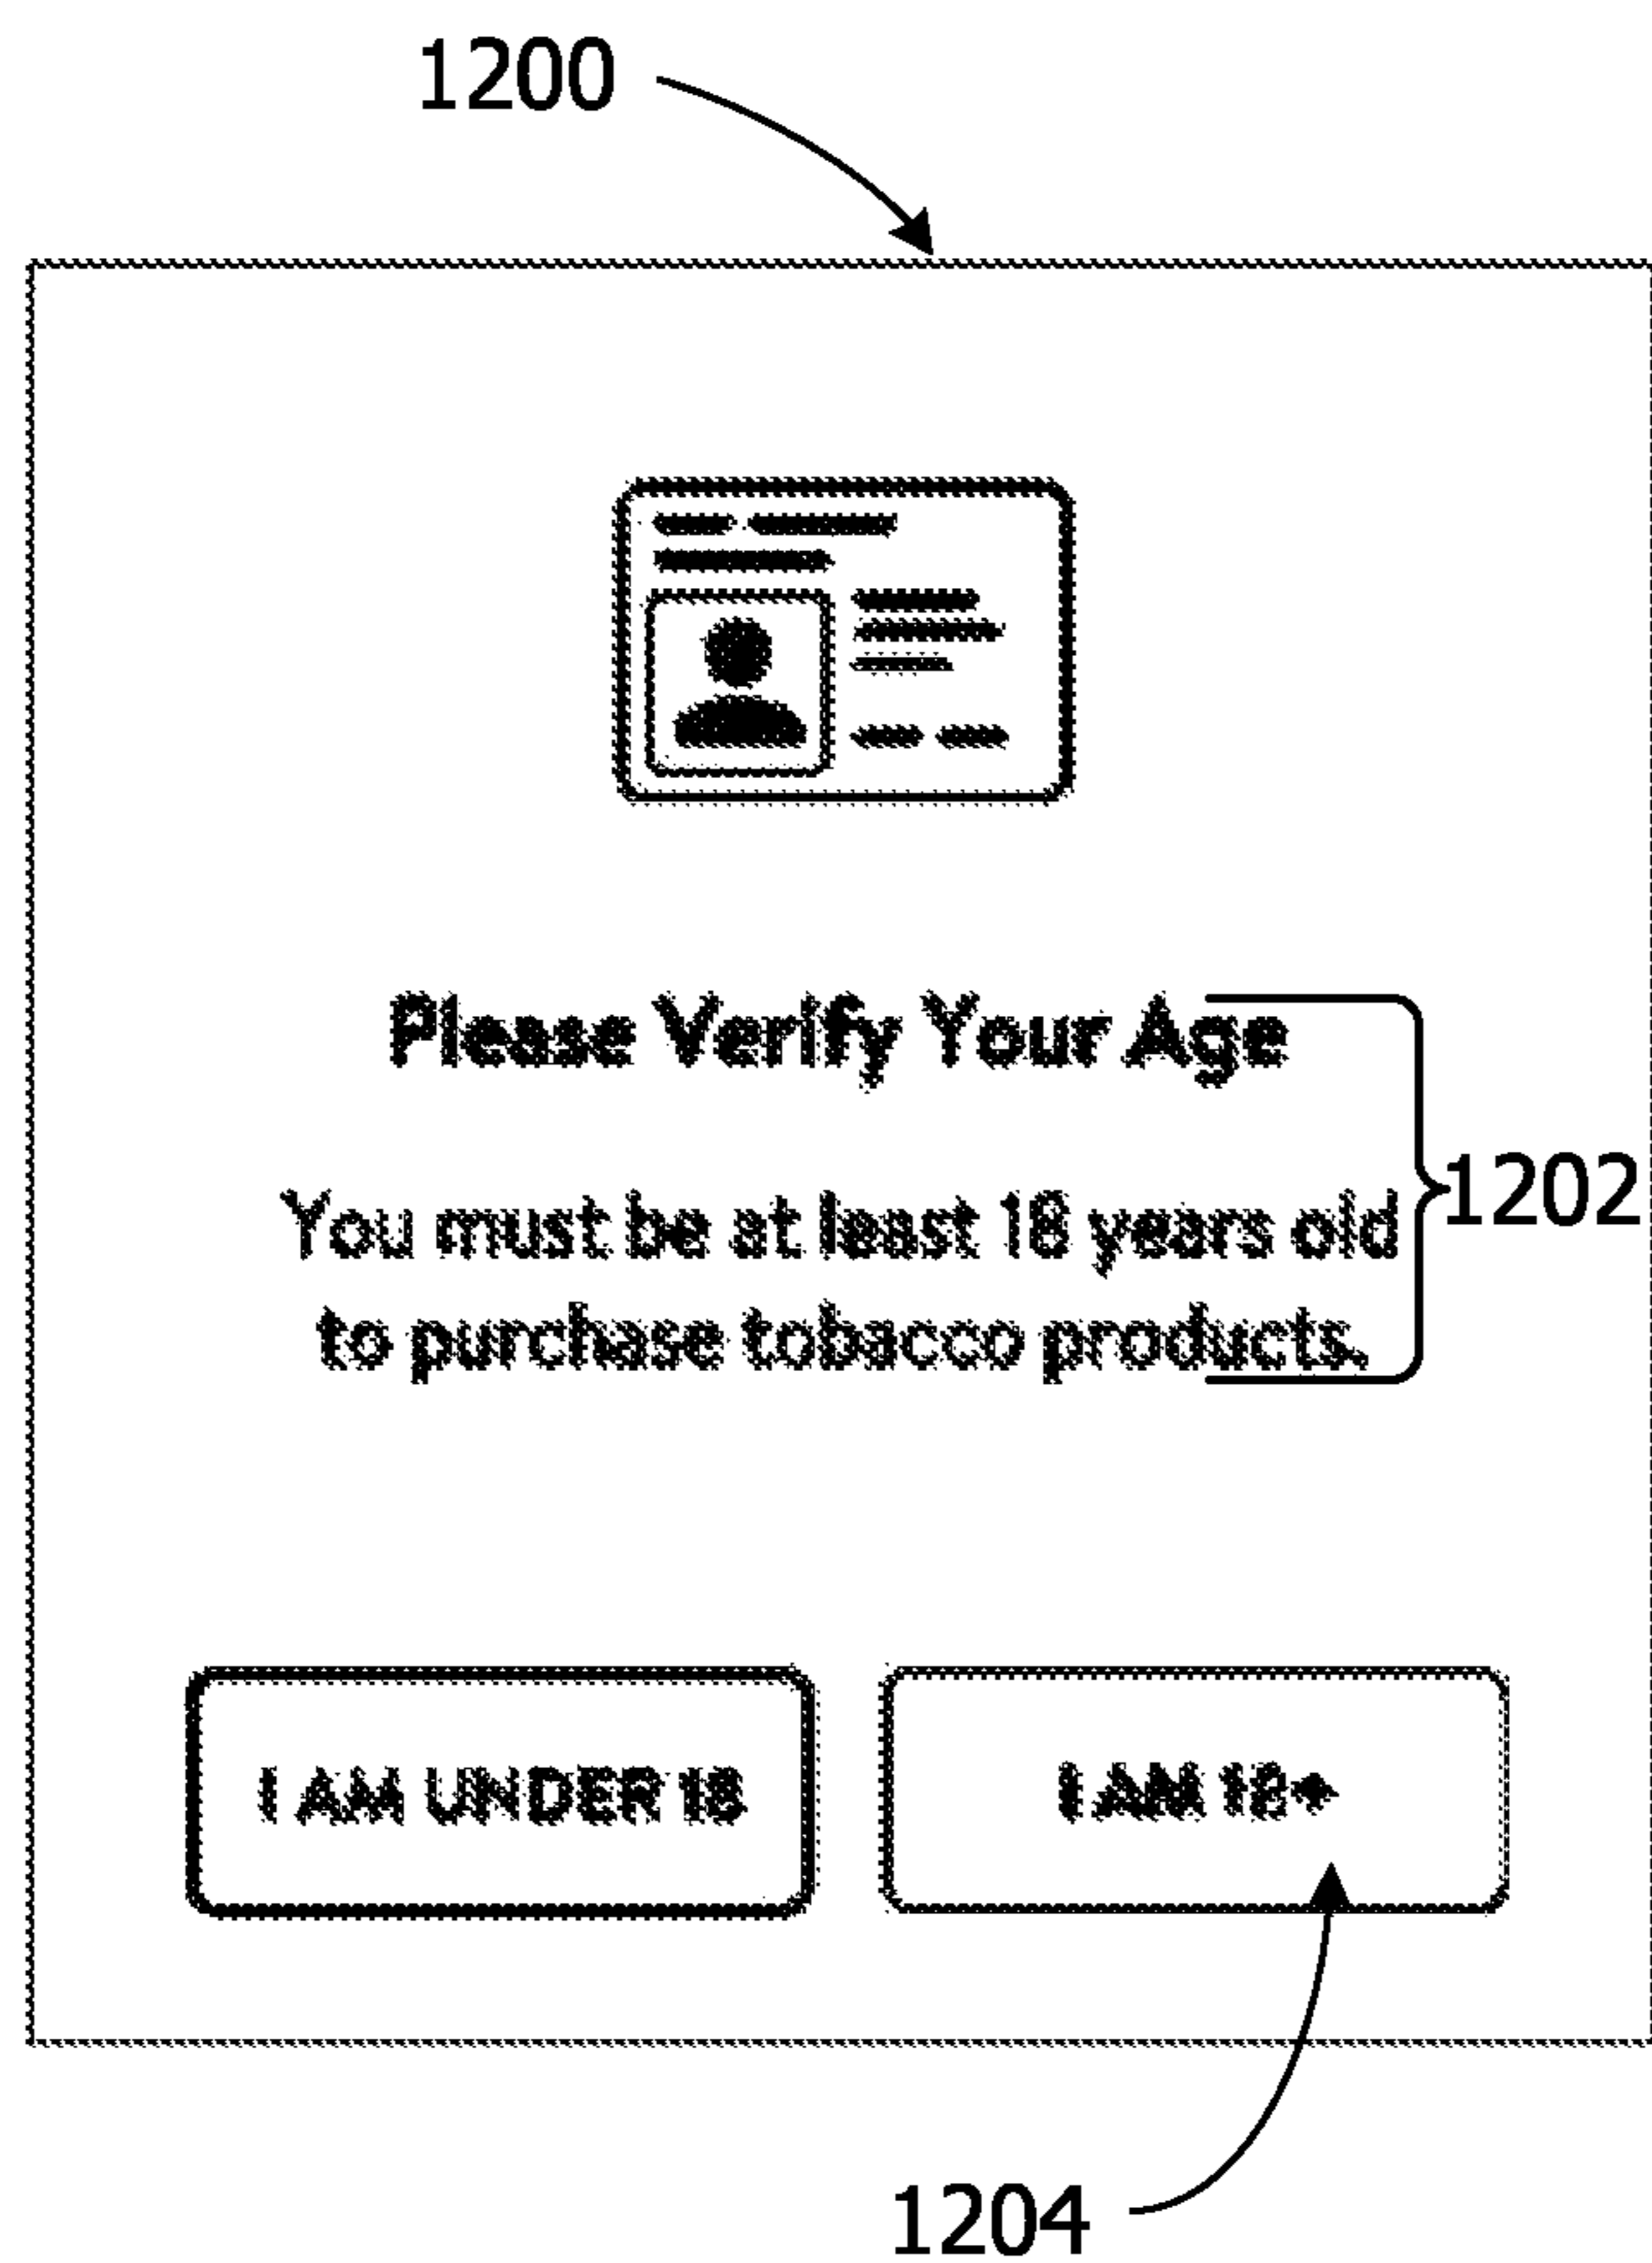 1200
Please Verify Your Age
You must be at least 18 years old
to purchase tobacco products.
1202
I AM UNDER 18
I AM 18+
1204